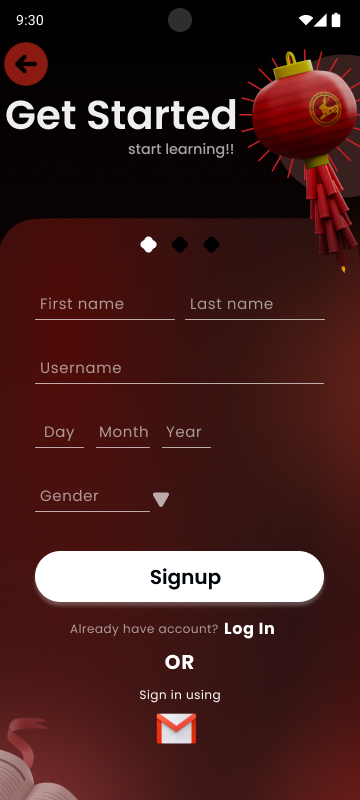 9:30
Get Started
start learning!!
First name Last name
Username
Day Month Year
Gender
Signup
Already have account? Log In
OR
Sign in using